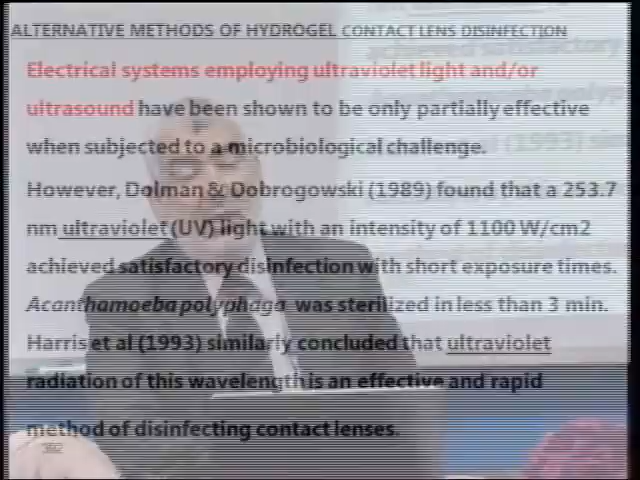 ALTERNATIVE METHODS OF HYDROGEL CONTACT LENS DISINFECTION
Electrical systems employing ultraviolet light and/or
ultrasound have been shown to be only partially effective
when subjected to a microbiological challenge.
However, Dolman & Dobrogowski (1989) found that a 253.7
nm ultraviolet (UV) light with an intensity of 1100 W/cm2
achieved satisfactory disinfection with short exposure times.
Acanthamoeba polyphaga was sterilized in less than 3 min.
Harris et al (1993) similarly concluded that ultraviolet
radiation of this wavelength is an effective and rapid
method of disinfecting contact lenses.